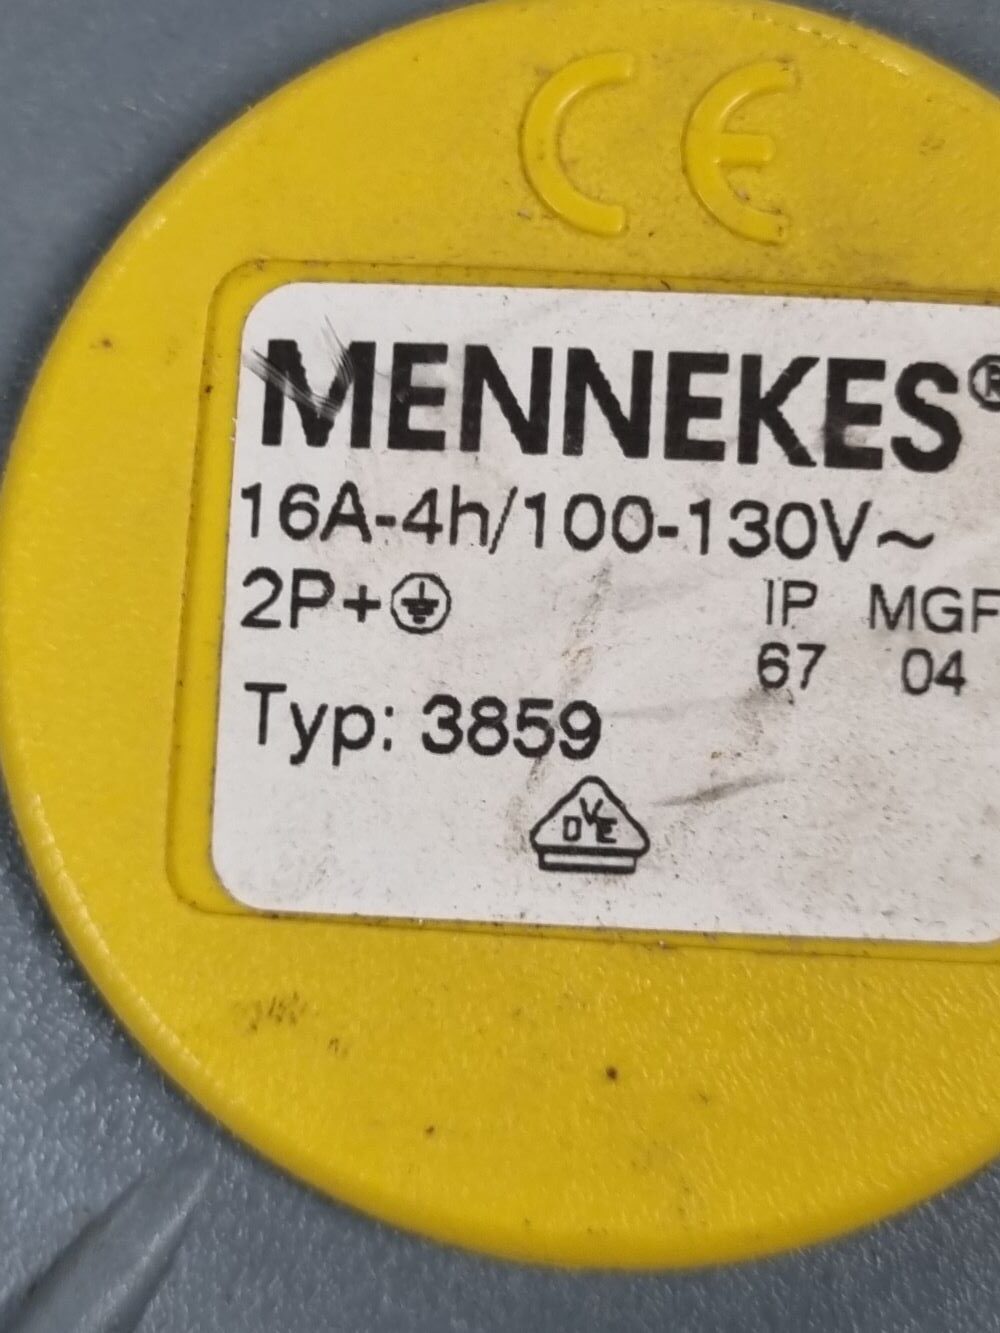 CE
MENNEKES®
16A-4h/100-130V~
2P+⏚ IP MGF
67 04
Typ: 3859
DVE